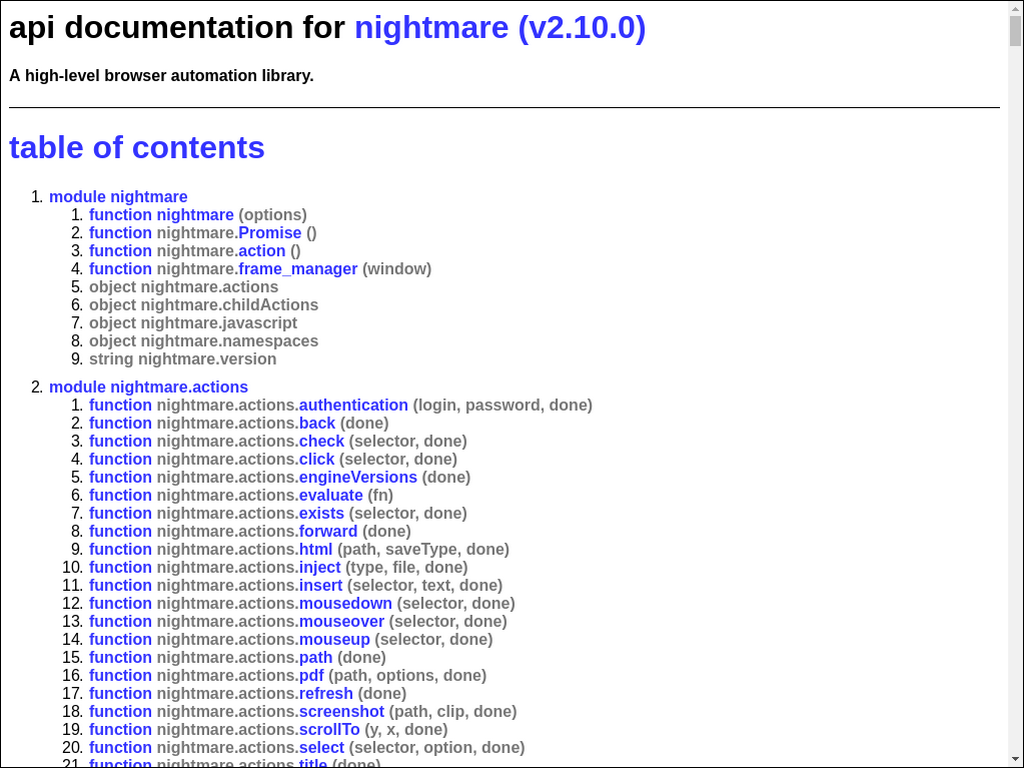 api documentation for nightmare (v2.10.0)
A high-level browser automation library.
table of contents
1. module nightmare
1. function nightmare (options)
2. function nightmare.Promise ()
3. function nightmare.action ()
4. function nightmare.frame_manager (window)
5. object nightmare.actions
6. object nightmare.childActions
7. object nightmare.javascript
8. object nightmare.namespaces
9. string nightmare.version
2. module nightmare.actions
1. function nightmare.actions.authentication (login, password, done)
2. function nightmare.actions.back (done)
3. function nightmare.actions.check (selector, done)
4. function nightmare.actions.click (selector, done)
5. function nightmare.actions.engineVersions (done)
6. function nightmare.actions.evaluate (fn)
7. function nightmare.actions.exists (selector, done)
8. function nightmare.actions.forward (done)
9. function nightmare.actions.html (path, saveType, done)
10. function nightmare.actions.inject (type, file, done)
11. function nightmare.actions.insert (selector, text, done)
12. function nightmare.actions.mousedown (selector, done)
13. function nightmare.actions.mouseover (selector, done)
14. function nightmare.actions.mouseup (selector, done)
15. function nightmare.actions.path (done)
16. function nightmare.actions.pdf (path, options, done)
17. function nightmare.actions.refresh (done)
18. function nightmare.actions.screenshot (path, clip, done)
19. function nightmare.actions.scrollTo (y, x, done)
20. function nightmare.actions.select (selector, option, done)
21. function nightmare.actions.title (done)